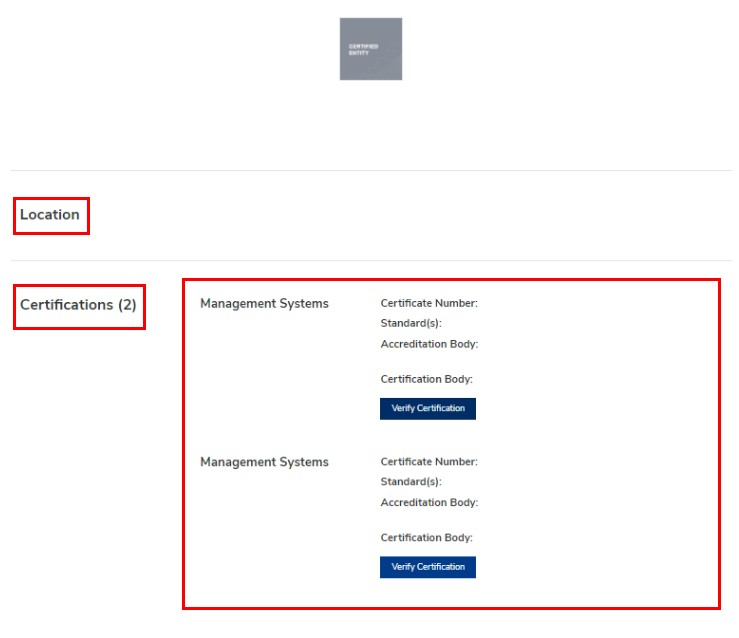 CERTIFIED
ENTITY
Location
Certifications (2)
Management Systems
Certificate Number:
Standard(s):
Accreditation Body:
Certification Body:
Verify Certification
Management Systems
Certificate Number:
Standard(s):
Accreditation Body:
Certification Body:
Verify Certification